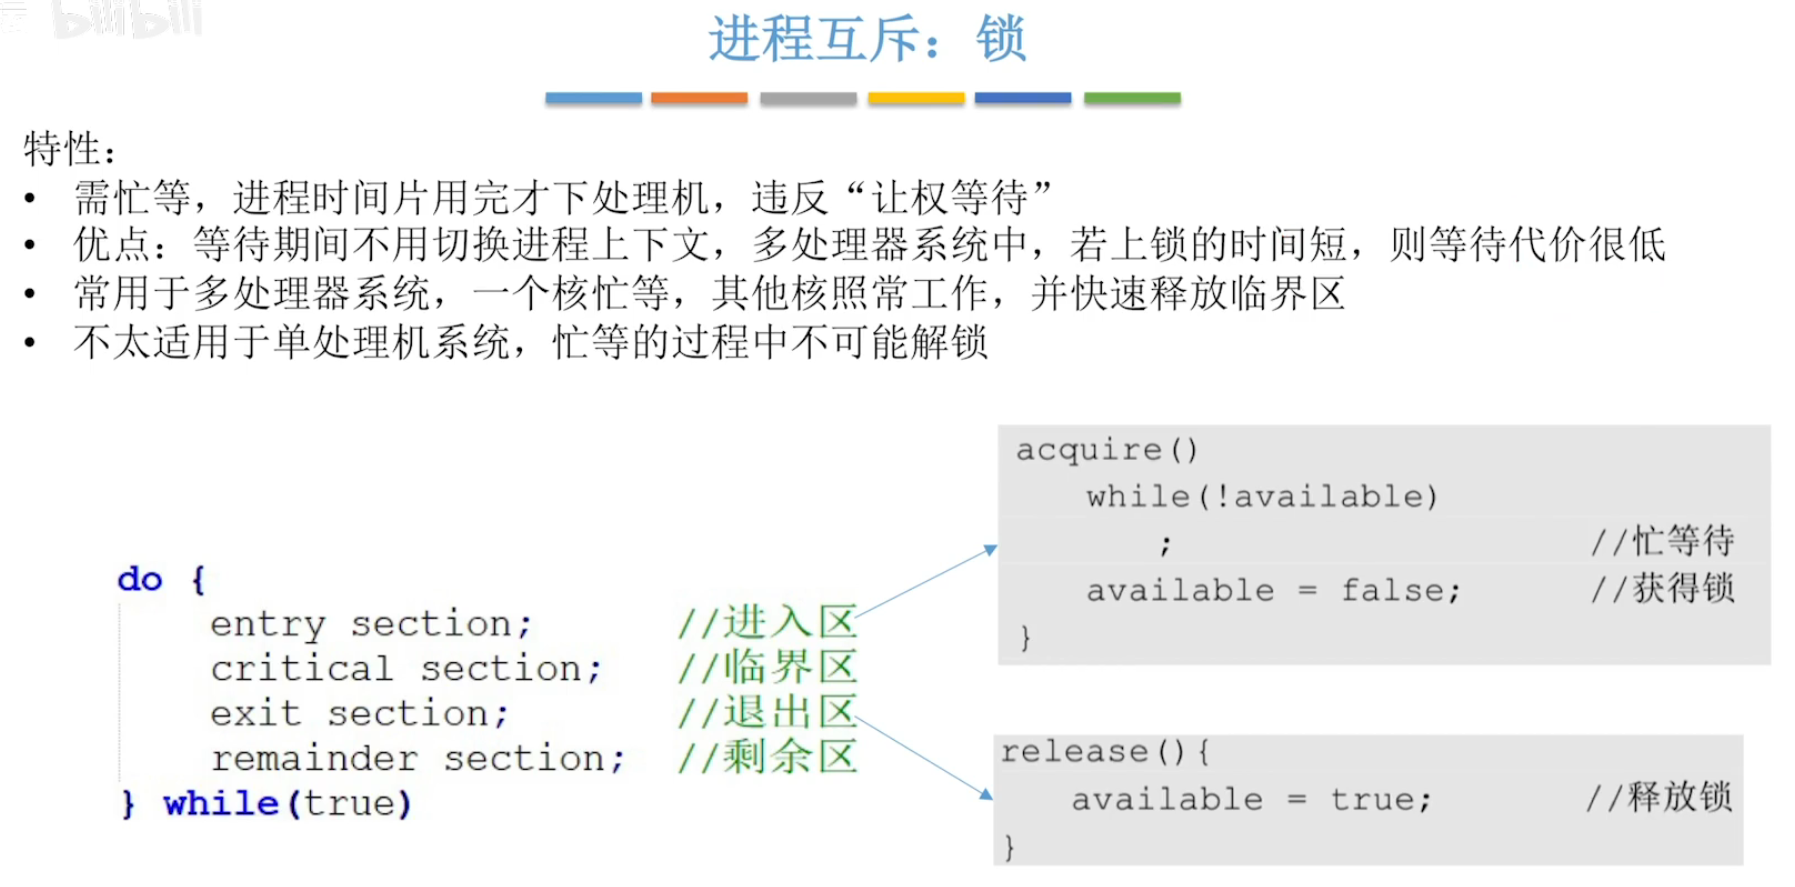 bilibili
进程互斥：锁
特性：
• 需忙等，进程时间片用完才下处理机，违反“让权等待”
• 优点：等待期间不用切换进程上下文，多处理器系统中，若上锁的时间短，则等待代价很低
• 常用于多处理器系统，一个核忙等，其他核照常工作，并快速释放临界区
• 不太适用于单处理机系统，忙等的过程中不可能解锁
do {
entry section; //进入区
critical section; //临界区
exit section; //退出区
remainder section; //剩余区
} while(true)
acquire()
while(!available)
; //忙等待
available = false; //获得锁
}
release(){
available = true; //释放锁
}